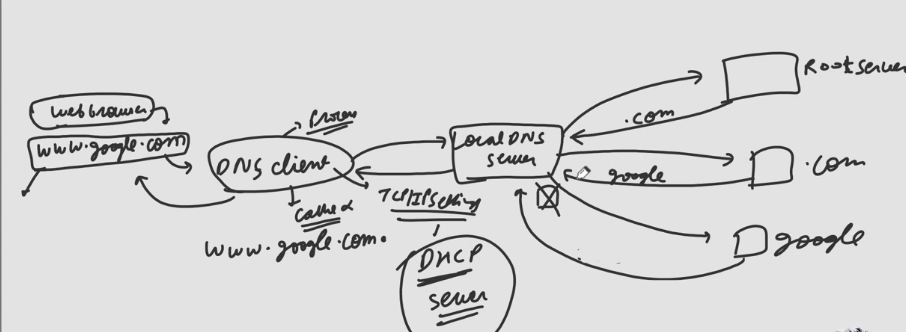 Root server
Process
webbrowser
.com
Local DNS
server
www.google.com
DNS client
.com
google
TCP/IP Setting
Cache
google
www.google.com.
DHCP
server